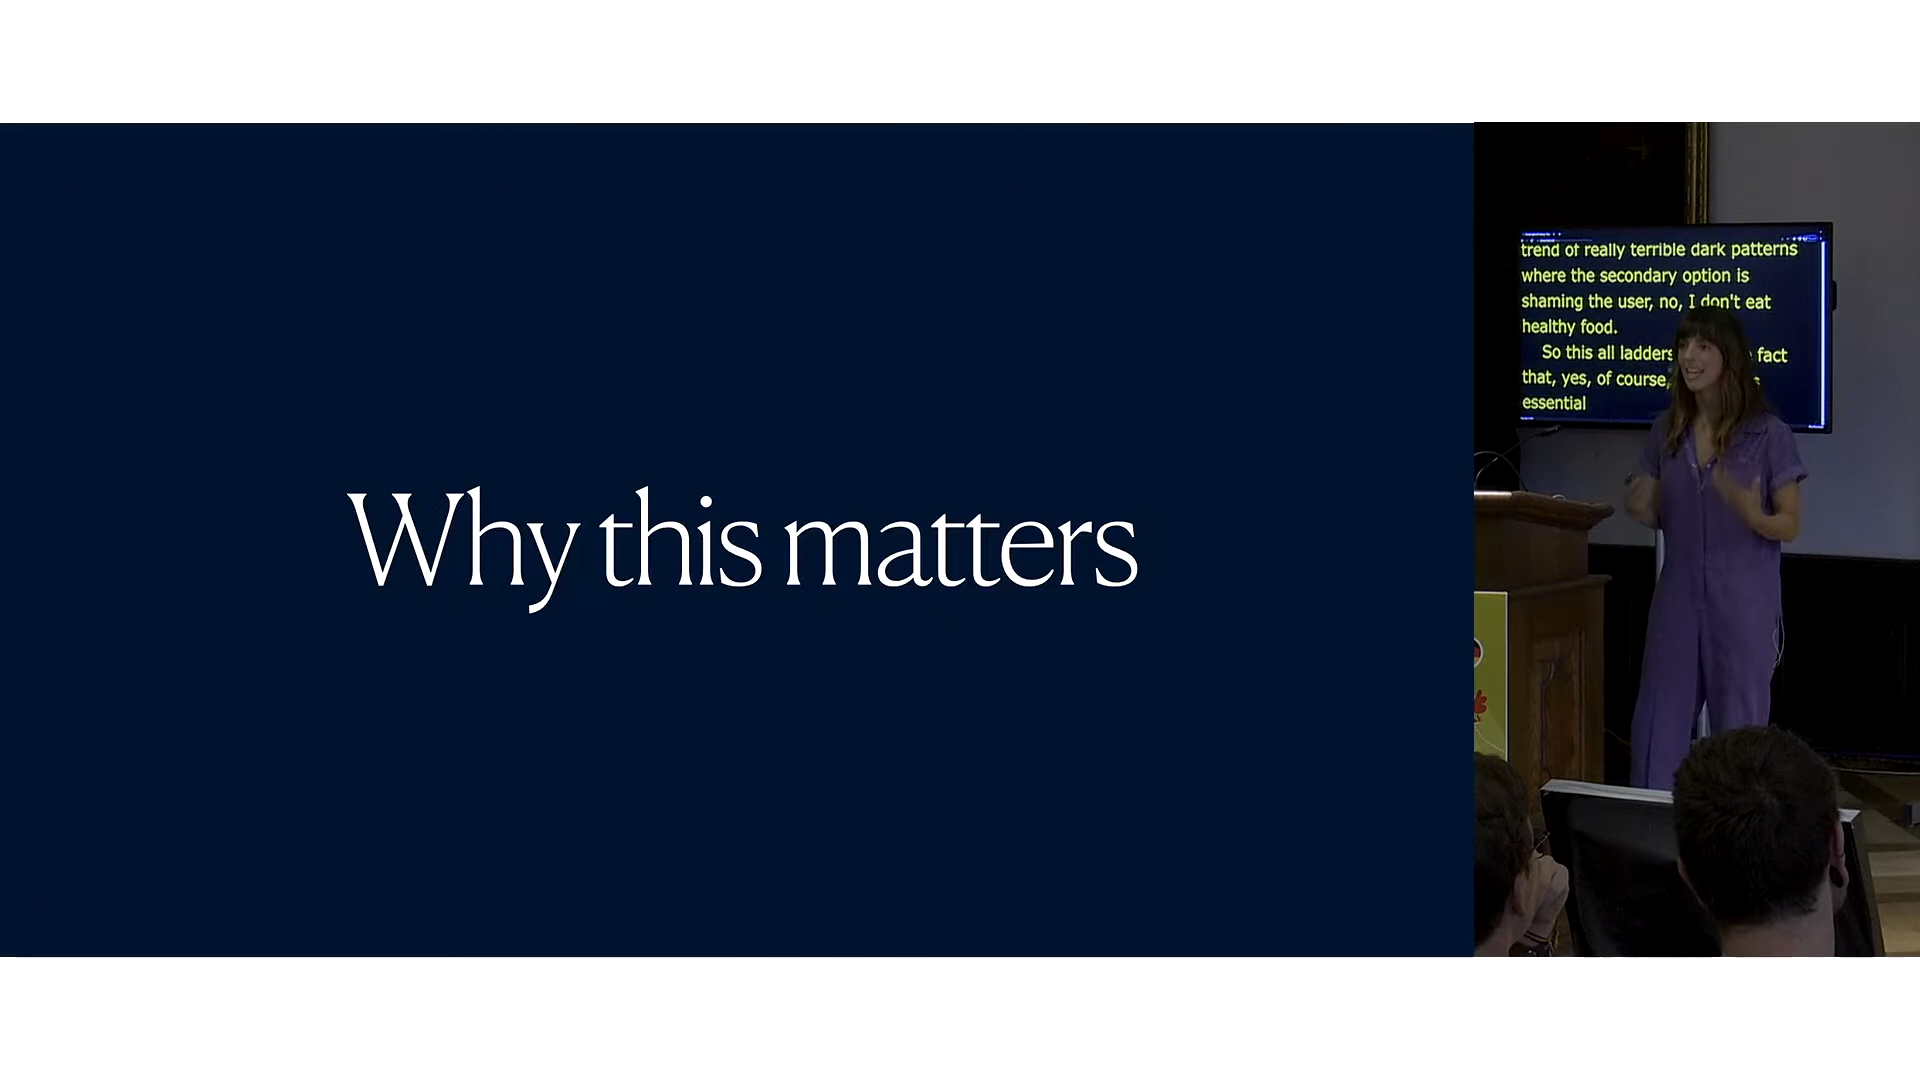 Why this matters
trend of really terrible dark patterns
where the secondary option is
shaming the user, no, I don't eat
healthy food.
So this all ladders fact
that, yes, of course,
essential